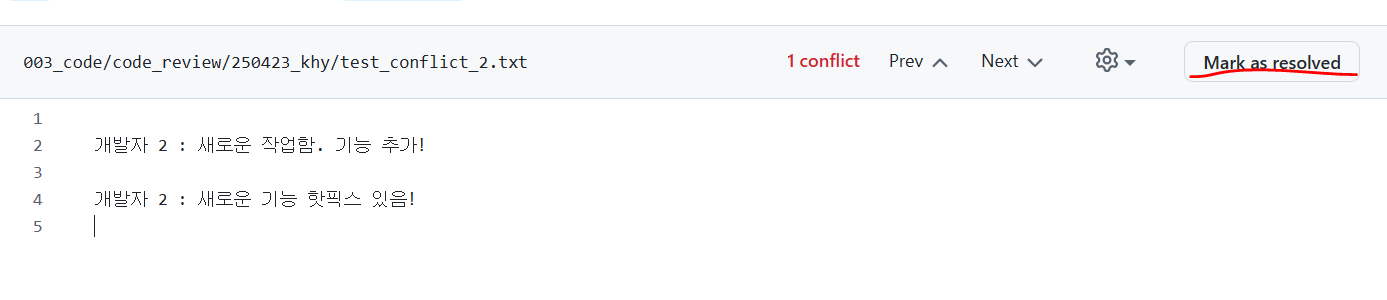 003_code/code_review/250423_khy/test_conflict_2.txt 1 conflict Prev Next Mark as resolved
1
2 개발자 2 : 새로운 작업함. 기능 추가!
3
4 개발자 2 : 새로운 기능 핫픽스 있음!
5